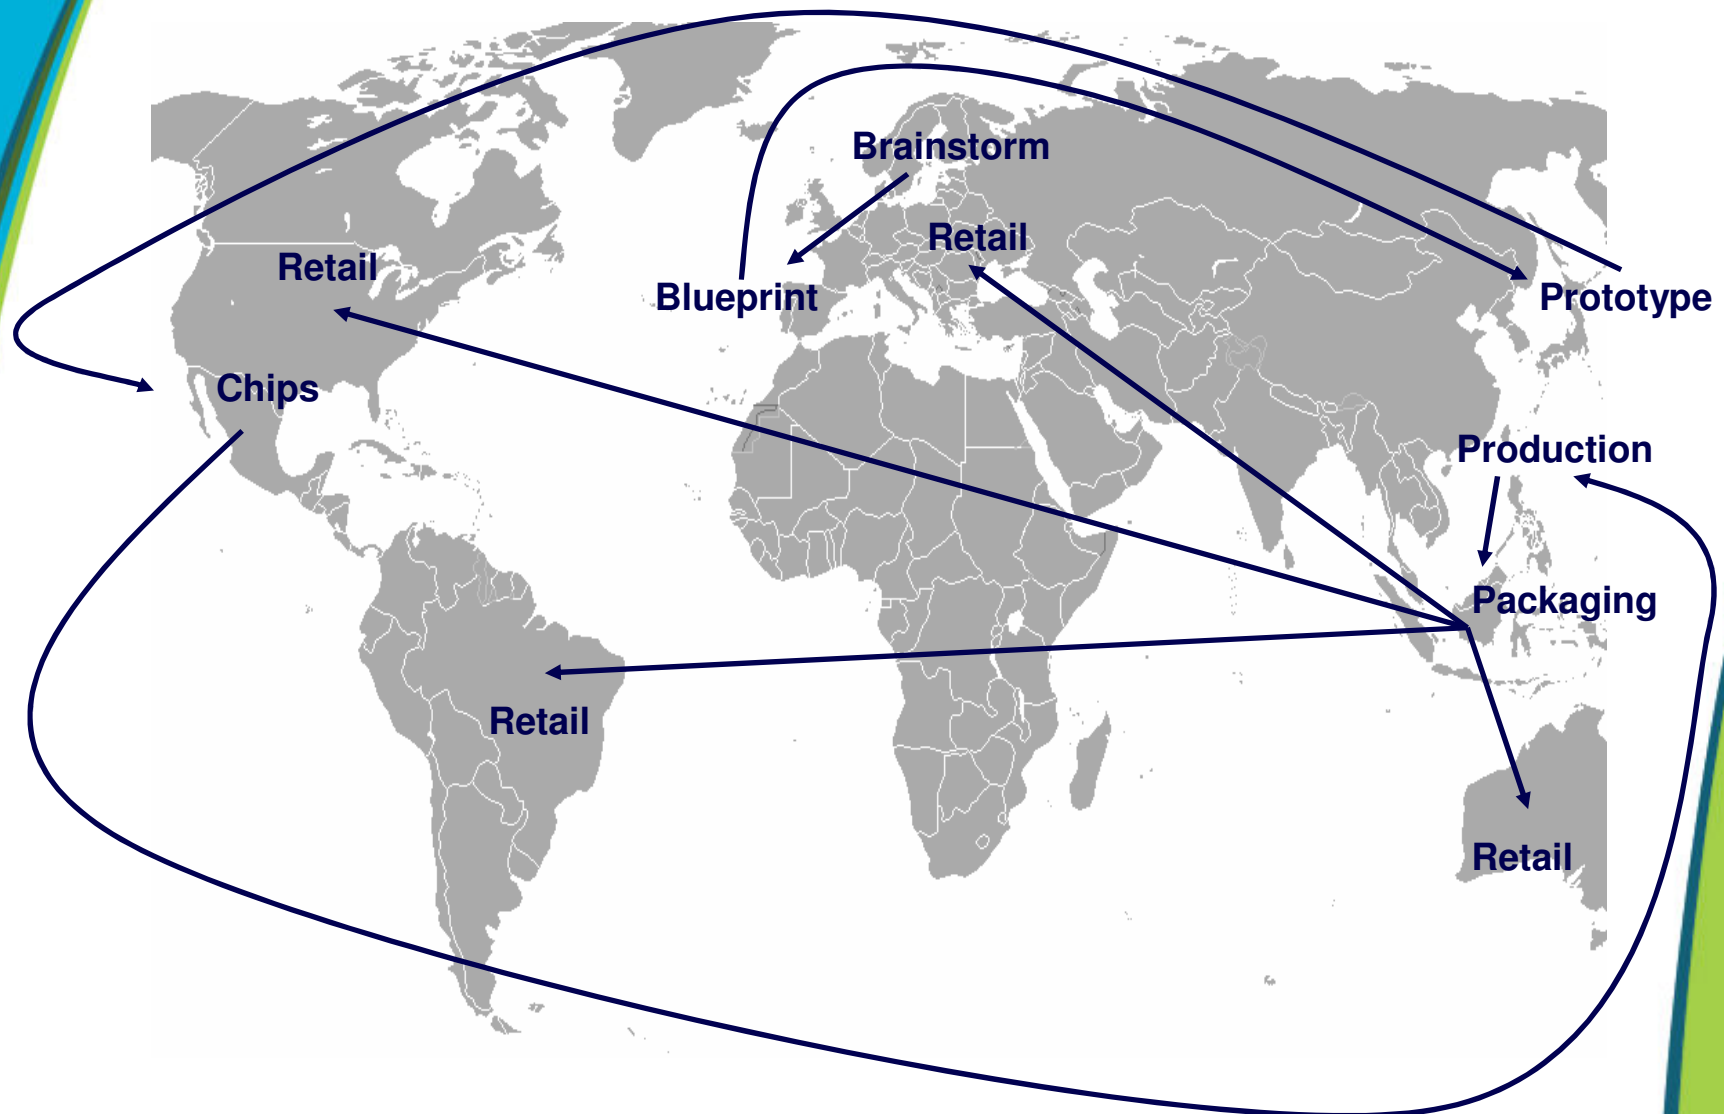 Brainstorm
Retail
Retail
Blueprint
Prototype
Chips
Production
Packaging
Retail
Retail